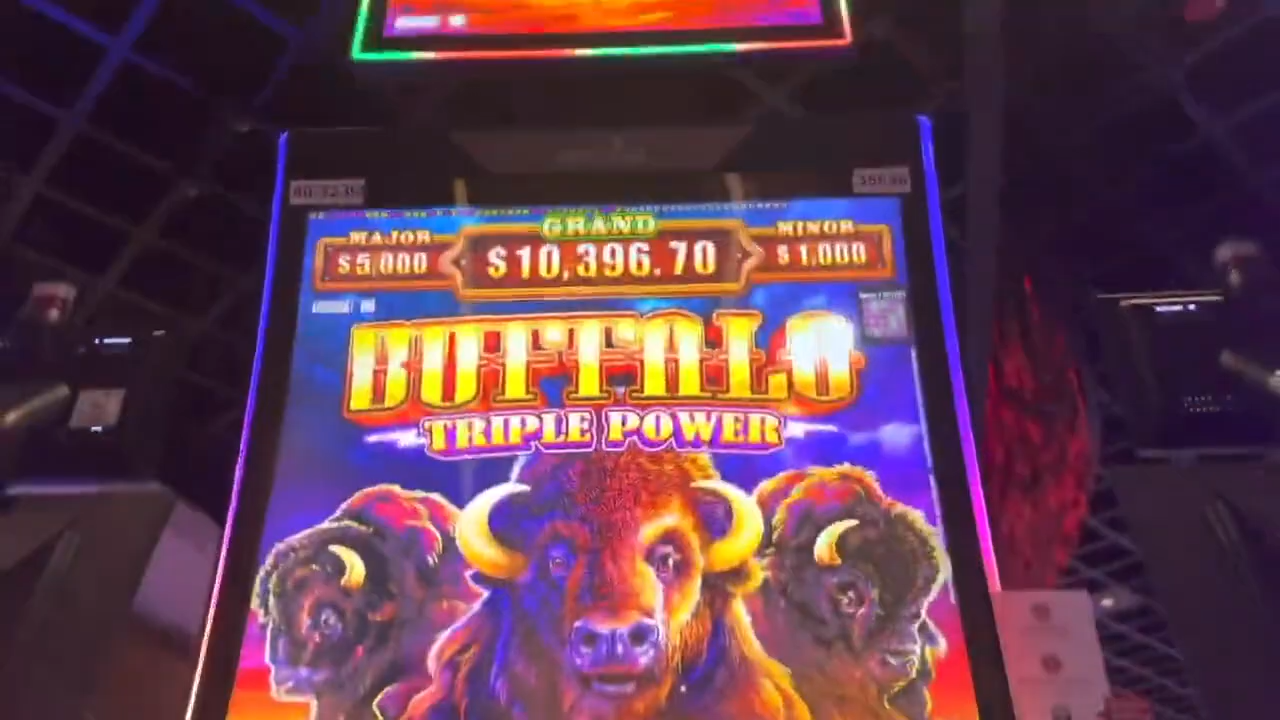 GRAND
MAJOR
MINOR
$5,000
$10,396.70
$1,000
BUFFALO
TRIPLE POWER